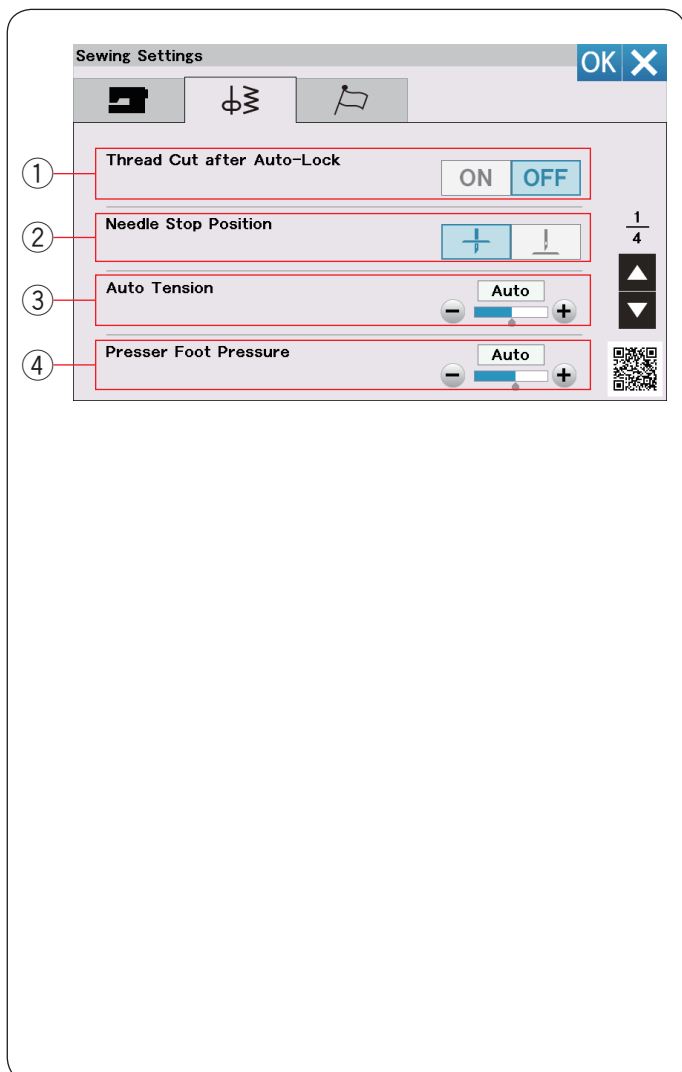 Sewing Settings
OK X
① Thread Cut after Auto-Lock
ON OFF
② Needle Stop Position
1
4
③ Auto Tension
Auto
− +
④ Presser Foot Pressure
Auto
− +